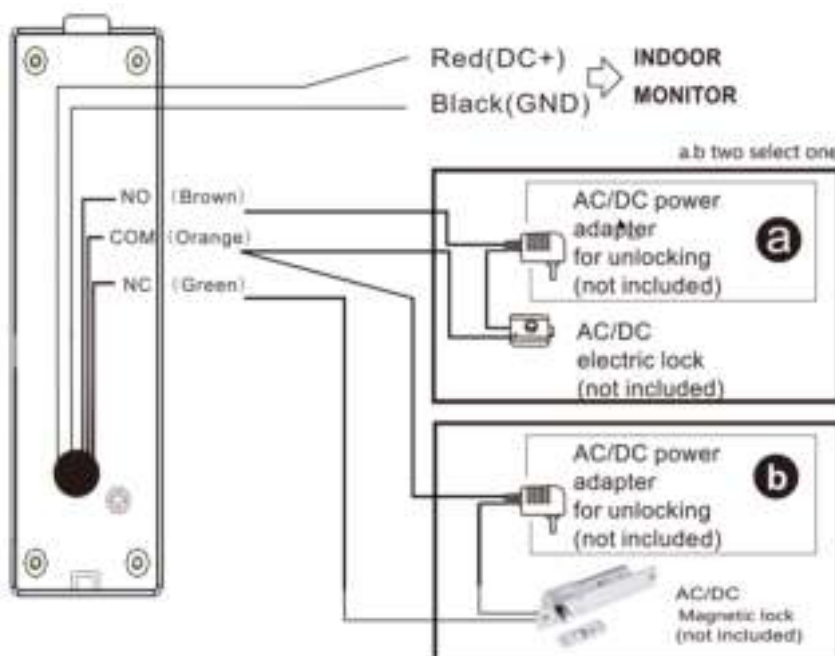 Red(DC+)
Black(GND)
INDOOR
MONITOR
a.b two select one
NO (Brown)
COM (Orange)
NC (Green)
AC/DC power
adapter
for unlocking
(not included)
a
AC/DC
electric lock
(not included)
AC/DC power
adapter
for unlocking
(not included)
b
AC/DC
Magnetic lock
(not included)